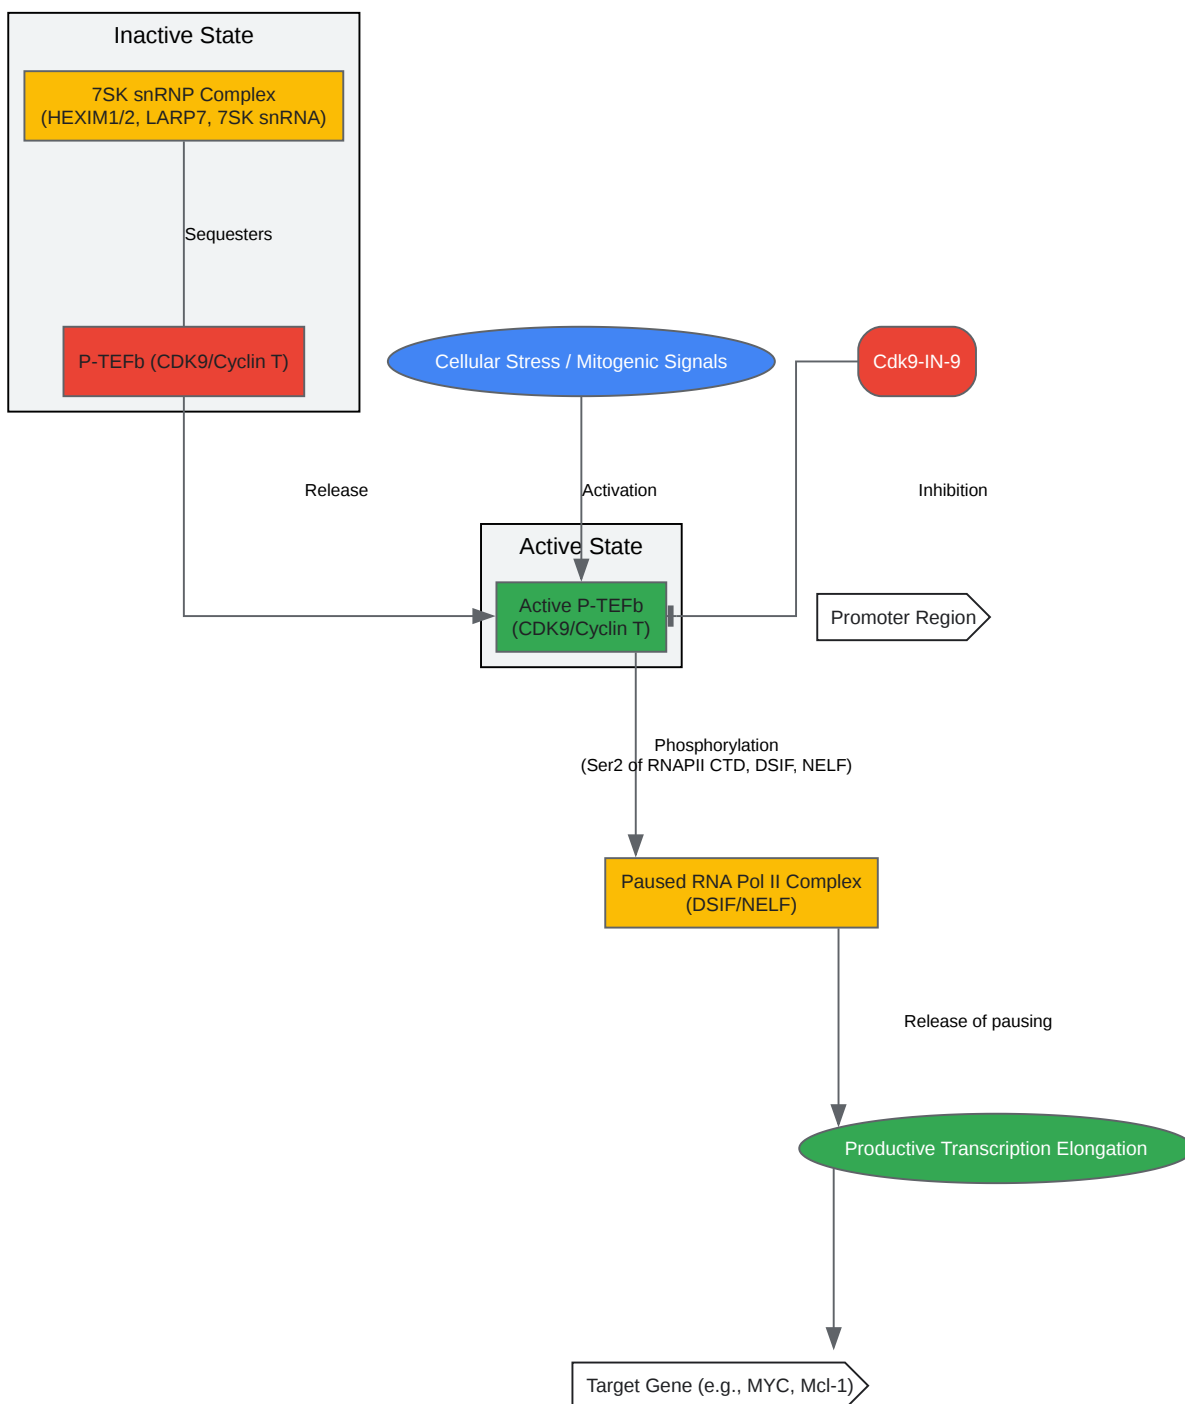 Inactive State
7SK snRNP Complex
(HEXIM1/2, LARP7, 7SK snRNA)
Sequesters
P-TEFb (CDK9/Cyclin T)
Cellular Stress / Mitogenic Signals
Cdk9-IN-9
Release
Activation
Inhibition
Active State
Active P-TEFb
(CDK9/Cyclin T)
Promoter Region
Phosphorylation
(Ser2 of RNAPII CTD, DSIF, NELF)
Paused RNA Pol II Complex
(DSIF/NELF)
Release of pausing
Productive Transcription Elongation
Target Gene (e.g., MYC, Mcl-1)